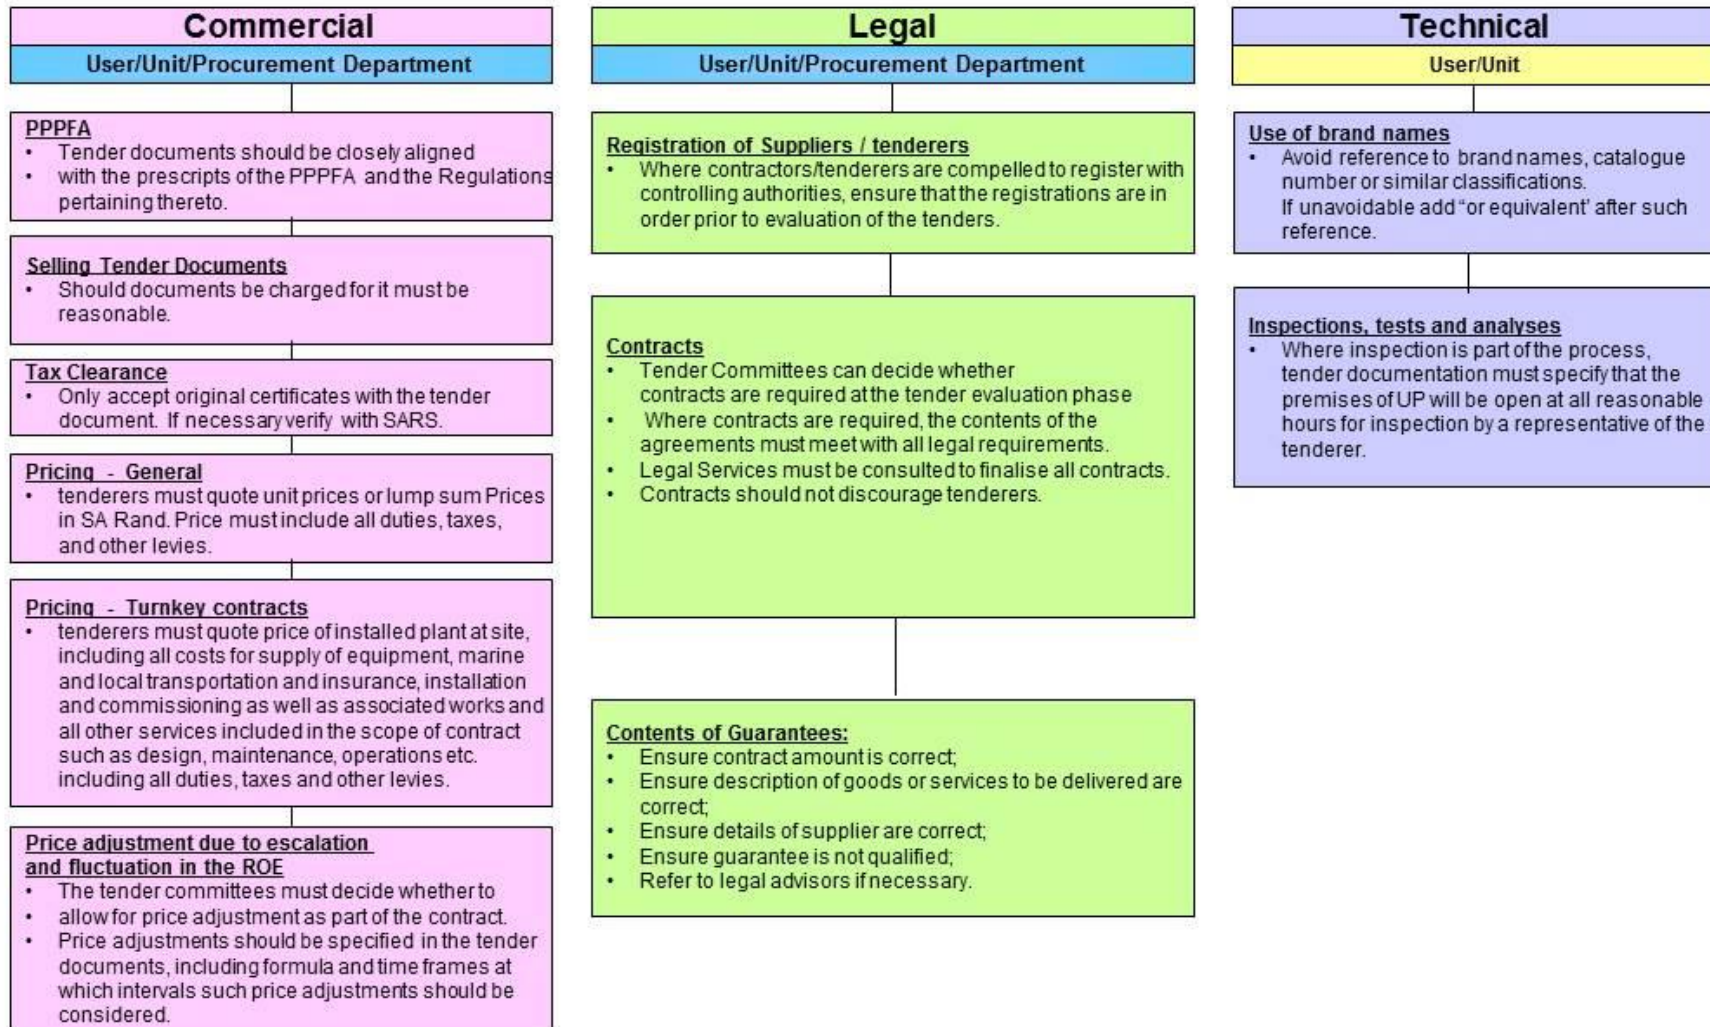 Commercial
User/Unit/Procurement Department
PPPFA
• Tender documents should be closely aligned
• with the prescripts of the PPPFA and the Regulations
pertaining thereto.
Selling Tender Documents
• Should documents be charged for it must be
reasonable.
Tax Clearance
• Only accept original certificates with the tender
document. If necessary verify with SARS.
Pricing - General
• tenderers must quote unit prices or lump sum Prices
in SA Rand. Price must include all duties, taxes,
and other levies.
Pricing - Turnkey contracts
• tenderers must quote price of installed plant at site,
including all costs for supply of equipment, marine
and local transportation and insurance, installation
and commissioning as well as associated works and
all other services included in the scope of contract
such as design, maintenance, operations etc.
including all duties, taxes and other levies.
Price adjustment due to escalation
and fluctuation in the ROE
• The tender committees must decide whether to
• allow for price adjustment as part of the contract.
• Price adjustments should be specified in the tender
documents, including formula and time frames at
which intervals such price adjustments should be
considered.
Legal
User/Unit/Procurement Department
Registration of Suppliers / tenderers
• Where contractors/tenderers are compelled to register with
controlling authorities, ensure that the registrations are in
order prior to evaluation of the tenders.
Contracts
• Tender Committees can decide whether
contracts are required at the tender evaluation phase
• Where contracts are required, the contents of the
agreements must meet with all legal requirements.
• Legal Services must be consulted to finalise all contracts.
• Contracts should not discourage tenderers.
Contents of Guarantees:
• Ensure contract amount is correct;
• Ensure description of goods or services to be delivered are
correct;
• Ensure details of supplier are correct;
• Ensure guarantee is not qualified;
• Refer to legal advisors if necessary.
Technical
User/Unit
Use of brand names
• Avoid reference to brand names, catalogue
number or similar classifications.
If unavoidable add “or equivalent' after such
reference.
Inspections, tests and analyses
• Where inspection is part of the process,
tender documentation must specify that the
premises of UP will be open at all reasonable
hours for inspection by a representative of the
tenderer.